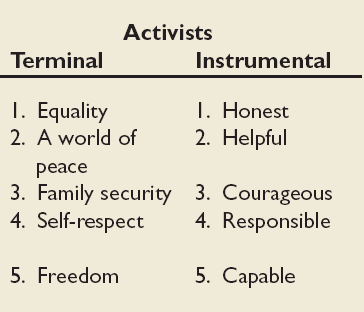 Activists
Terminal Instrumental
1. Equality 1. Honest
2. A world of 2. Helpful
peace
3. Family security 3. Courageous
4. Self-respect 4. Responsible
5. Freedom 5. Capable